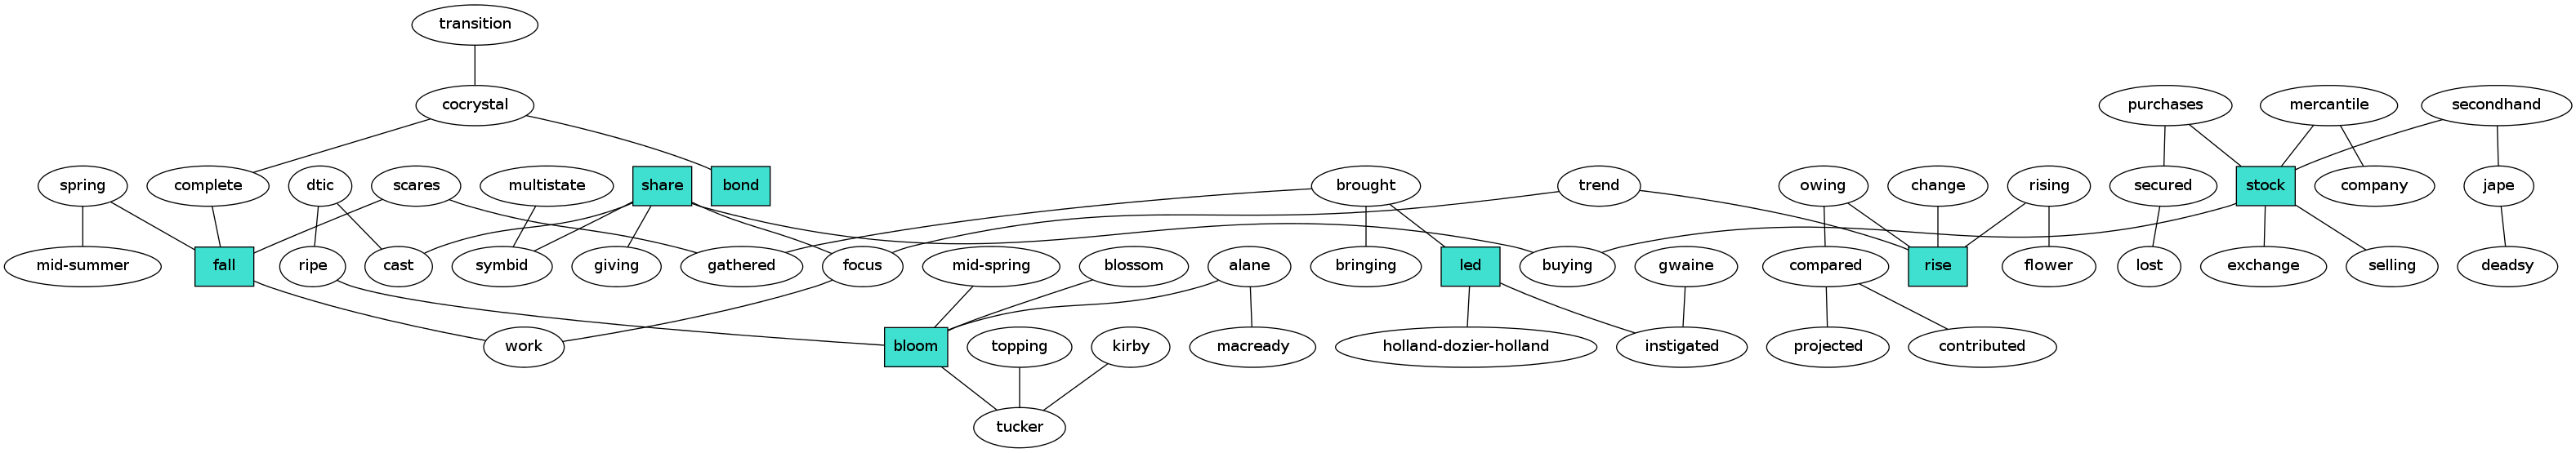 transition
cocrystal
purchases
mercantile
secondhand
spring
complete
dtic
scares
multistate
share
bond
brought
trend
owing
change
rising
secured
stock
company
jape
mid-summer
fall
ripe
cast
symbid
giving
gathered
focus
mid-spring
blossom
alane
bringing
led
buying
gwaine
compared
rise
flower
lost
exchange
selling
deadsy
work
bloom
topping
kirby
macready
holland-dozier-holland
instigated
projected
contributed
tucker